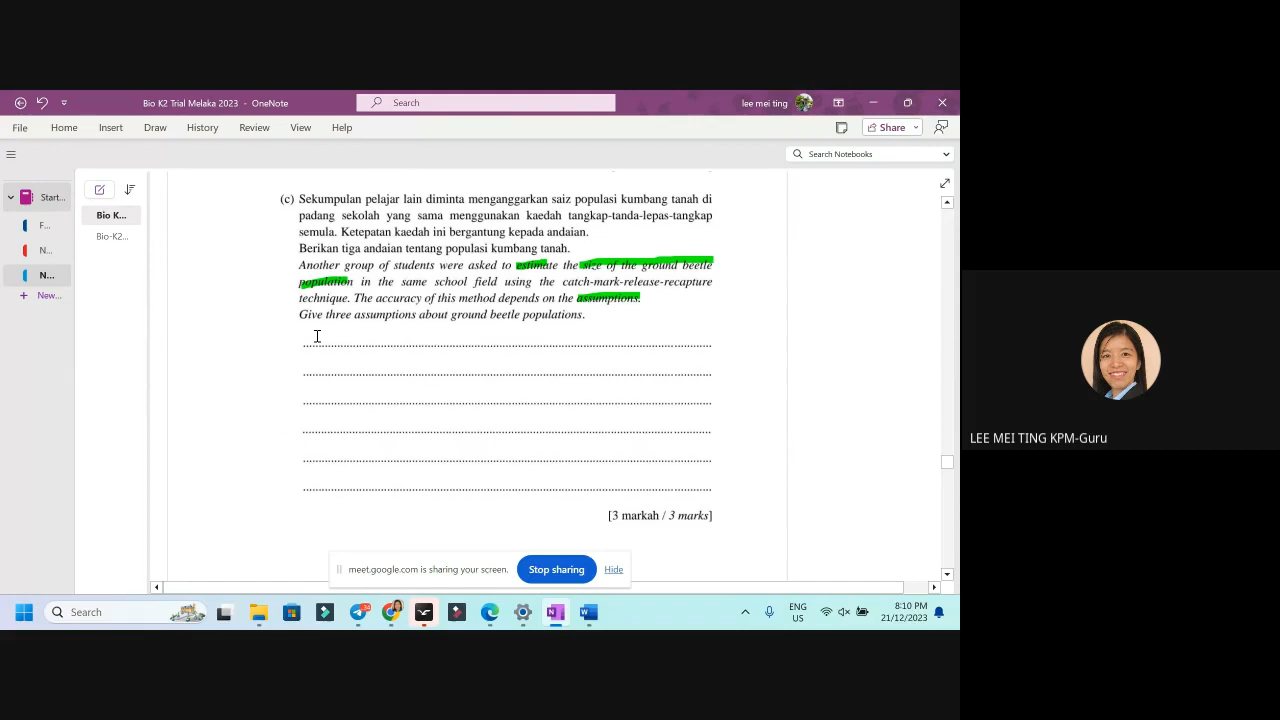 Bio K2 Trial Melaka 2023 - OneNote
Search
lee mei ting
File Home Insert Draw History Review View Help
Share
Search Notebooks
Start...
F...
N...
N...
New...
Bio K...
Bio-K2...
(c) Sekumpulan pelajar lain diminta menganggarkan saiz populasi kumbang tanah di
padang sekolah yang sama menggunakan kaedah tangkap-tanda-lepas-tangkap
semula. Ketepatan kaedah ini bergantung kepada andaian.
Berikan tiga andaian tentang populasi kumbang tanah.
Another group of students were asked to estimate the size of the ground beetle
population in the same school field using the catch-mark-release-recapture
technique. The accuracy of this method depends on the assumptions.
Give three assumptions about ground beetle populations.
[3 markah / 3 marks]
meet.google.com is sharing your screen. Stop sharing Hide
LEE MEI TING KPM-Guru
Search
ENG
US
8:10 PM
21/12/2023